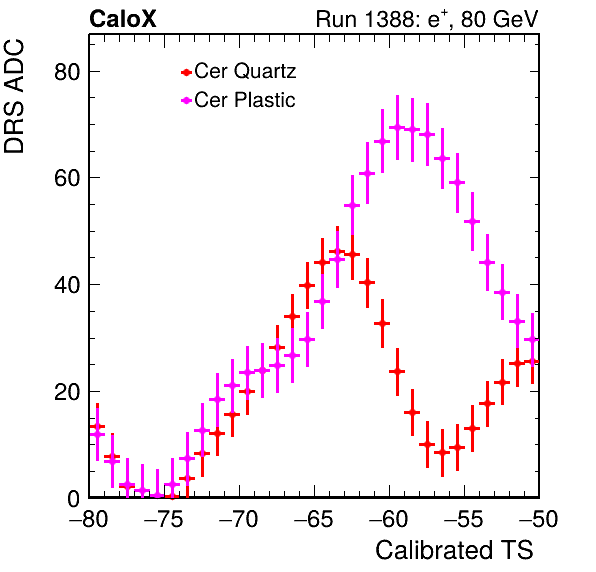 CaloX Run 1388: e⁺, 80 GeV
DRS ADC
Cer Quartz
Cer Plastic
80
60
40
20
0
−80 −75 −70 −65 −60 −55 −50
Calibrated TS